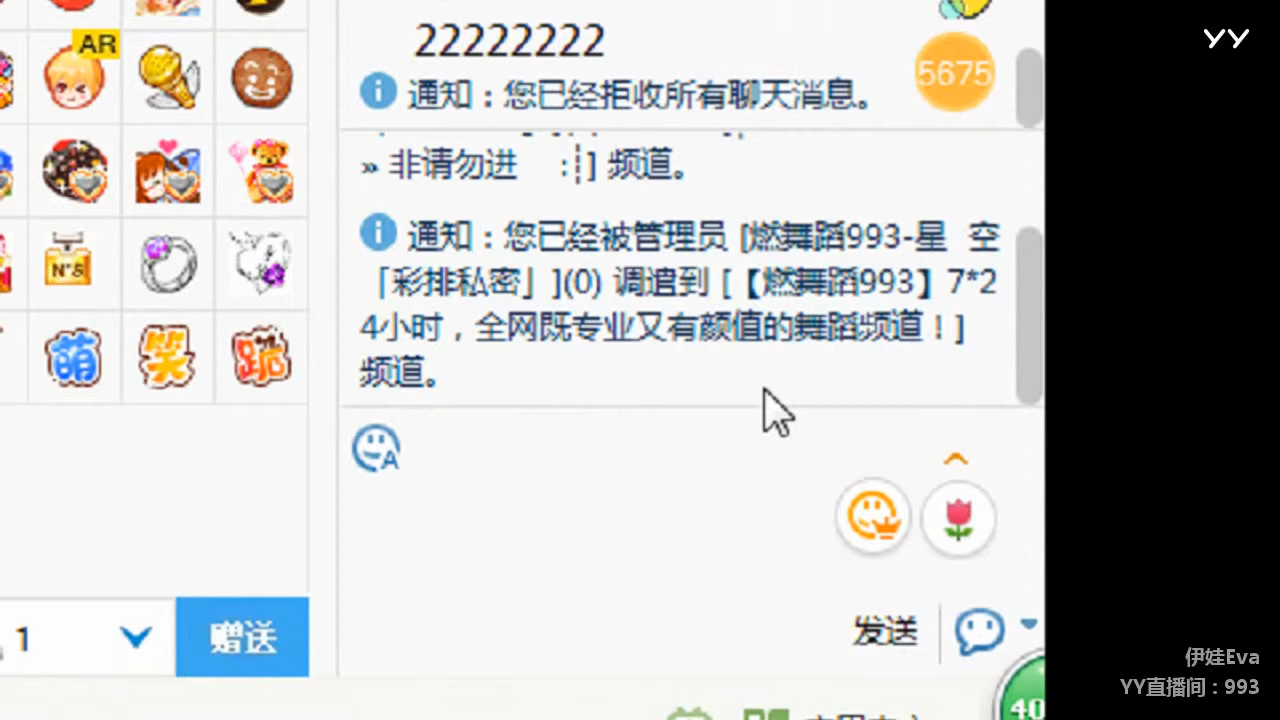 22222222
AR
YY
5675
通知：您已经拒收所有聊天消息。
» 非请勿进 :┆] 频道。
通知：您已经被管理员 [燃舞蹈993-星 空
「彩排私密」](0) 调遣到 [【燃舞蹈993】7*2
4小时，全网既专业又有颜值的舞蹈频道！]
频道。
N°5
萌
笑
跪
A
1
赠送
发送
伊娃Eva
YY直播间：993
40